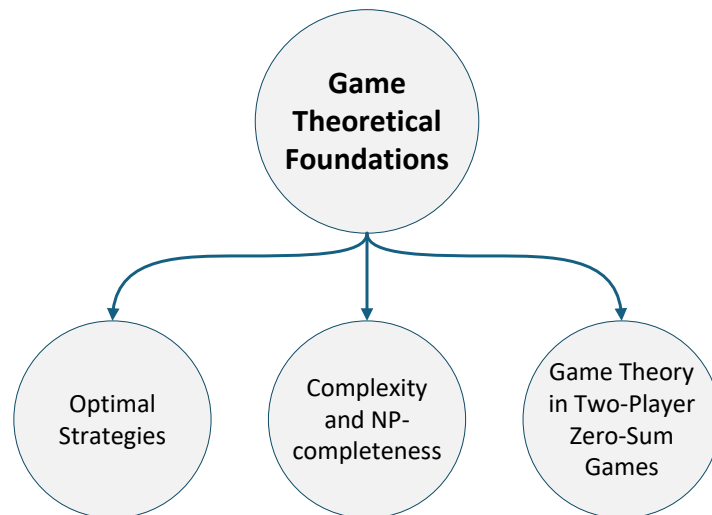 Game
Theoretical
Foundations
Optimal
Strategies
Complexity
and NP-
completeness
Game Theory
in Two-Player
Zero-Sum
Games